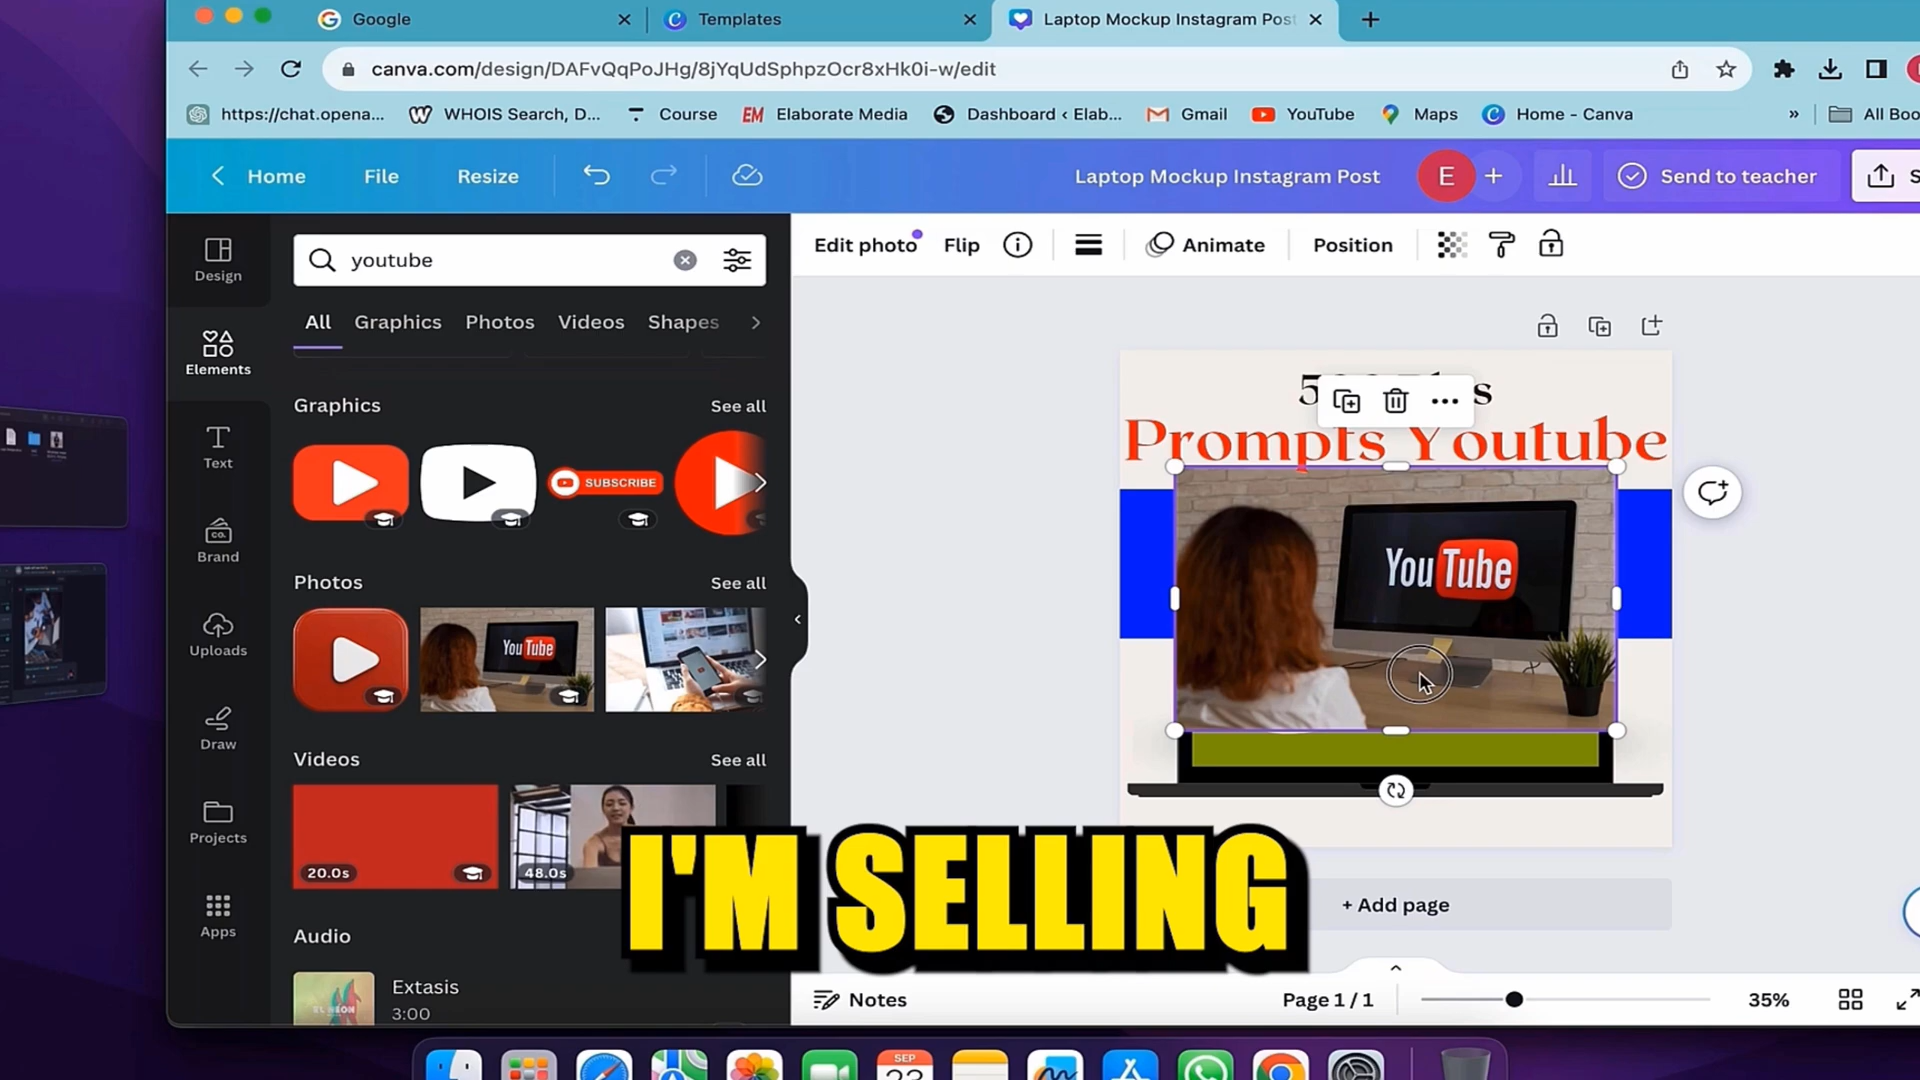 Google
Templates
Laptop Mockup Instagram Post
canva.com/design/DAFvQqPoJHg/8jYqUdSphpzOcr8xHk0i-w/edit
https://chat.opena...
WHOIS Search, D...
Course
EM Elaborate Media
Dashboard ‹ Elab...
Gmail
YouTube
Maps
Home - Canva
»
All Boo
Home
File
Resize
Laptop Mockup Instagram Post
E
Send to teacher
S
Design
Elements
Text
Brand
Uploads
Draw
Projects
Apps
youtube
All
Graphics
Photos
Videos
Shapes
Graphics
See all
SUBSCRIBE
Photos
See all
YouTube
Videos
See all
20.0s
48.0s
Audio
Extasis
3:00
Edit photo
Flip
Animate
Position
Prompts Youtube
YouTube
I'M SELLING
+ Add page
Notes
Page 1 / 1
35%
SEP